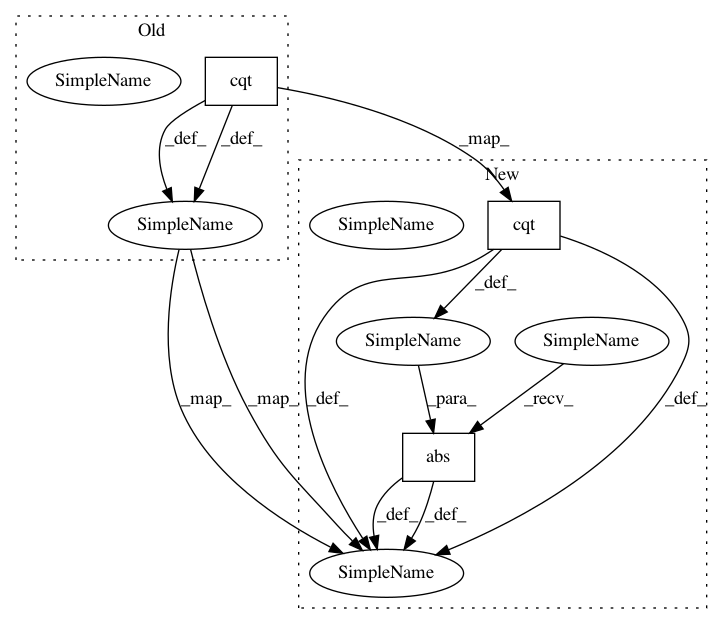 Old
SimpleName
cqt
_def_
_def_
_map_
New
SimpleName
SimpleName
cqt
_def_
SimpleName
SimpleName
_map_
_map_
_def_
_para_
_recv_
_def_
abs
_def_
_def_
SimpleName